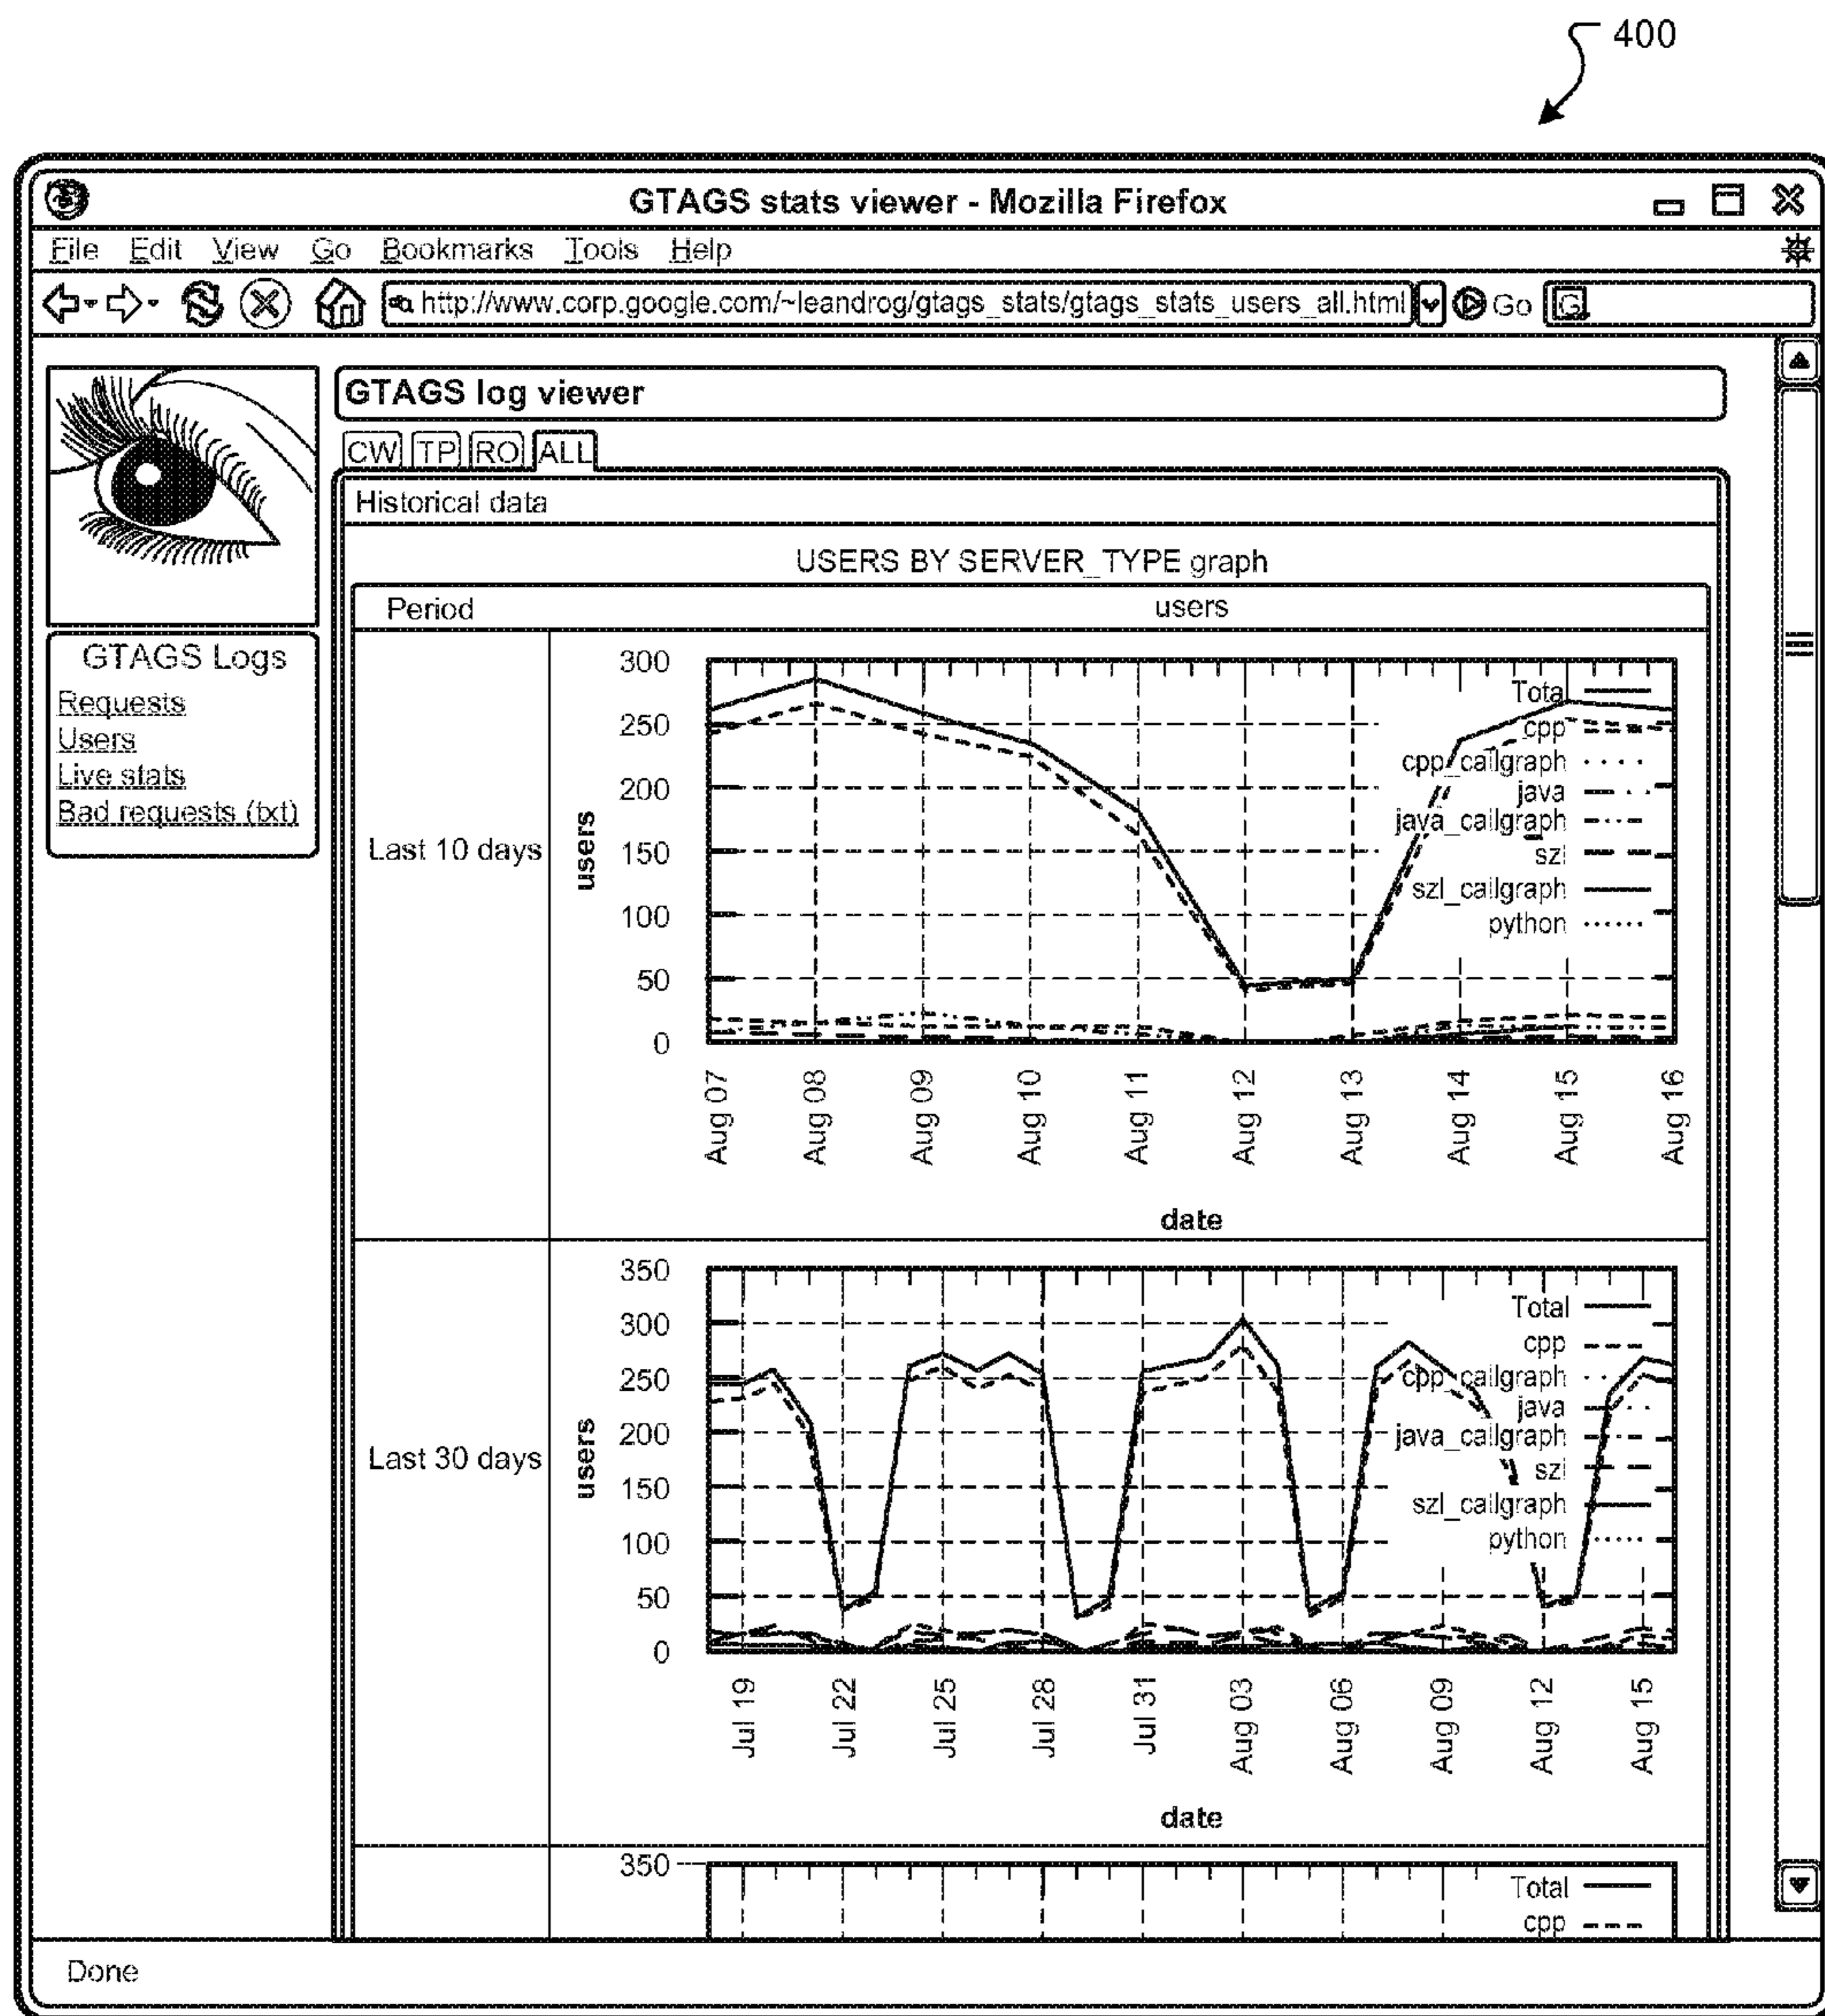 400
GTAGS stats viewer - Mozilla Firefox
File Edit View Go Bookmarks Tools Help
http://www.corp.google.com/~leandrog/gtags_stats/gtags_stats_users_all.html Go G
GTAGS log viewer
CW TP RO ALL
Historical data
USERS BY SERVER_TYPE graph
GTAGS Logs
Requests
Users
Live stats
Bad requests (txt)
Period users
Last 10 days
users
300
250
200
150
100
50
0
Total
cpp
cpp_callgraph
java
java_callgraph
szl
szl_callgraph
python
Aug 07
Aug 08
Aug 09
Aug 10
Aug 11
Aug 12
Aug 13
Aug 14
Aug 15
Aug 16
date
Last 30 days
users
350
300
250
200
150
100
50
0
Total
cpp
cpp_callgraph
java
java_callgraph
szl
szl_callgraph
python
Jul 19
Jul 22
Jul 25
Jul 28
Jul 31
Aug 03
Aug 06
Aug 09
Aug 12
Aug 15
date
350
Total
cpp
Done